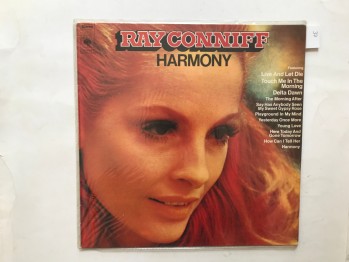 RAY CONNIFF
HARMONY
Featuring
Live And Let Die
Touch Me In The
Morning
Delta Dawn
The Morning After
Say Has Anybody Seen
My Sweet Gypsy Rose
Playground In My Mind
Yesterday Once More
Young Love
Here Today And
Gone Tomorrow
How Can I Tell Her
Harmony